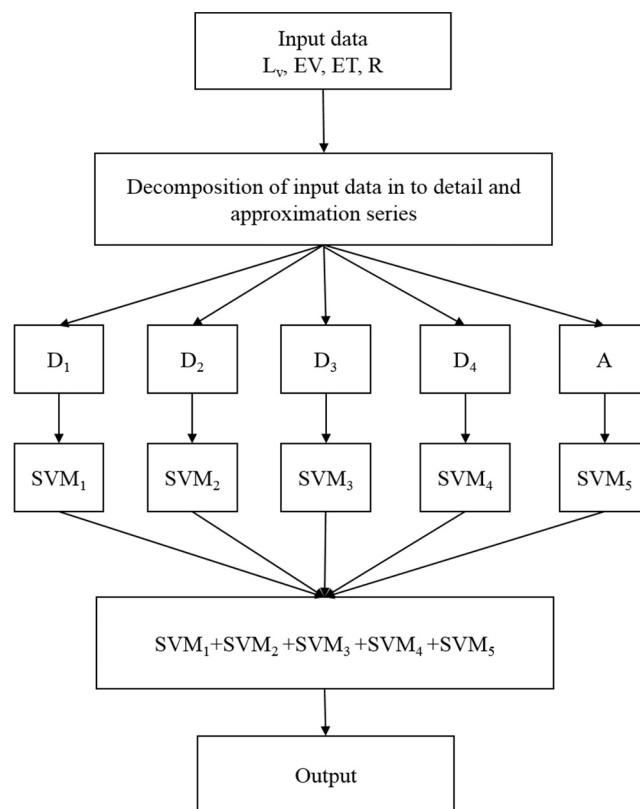 Input data
Lᵥ, EV, ET, R
Decomposition of input data in to detail and
approximation series
D₁ D₂ D₃ D₄ A
SVM₁ SVM₂ SVM₃ SVM₄ SVM₅
SVM₁+SVM₂ +SVM₃ +SVM₄ +SVM₅
Output